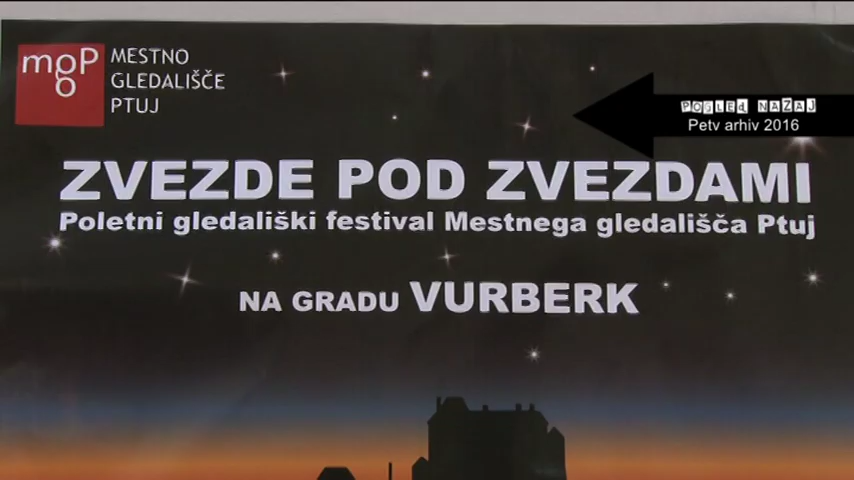 mgop
MESTNO
GLEDALIŠČE
PTUJ
POGLED NAZAJ
Petv arhiv 2016
ZVEZDE POD ZVEZDAMI
Poletni gledališki festival Mestnega gledališča Ptuj
NA GRADU VURBERK